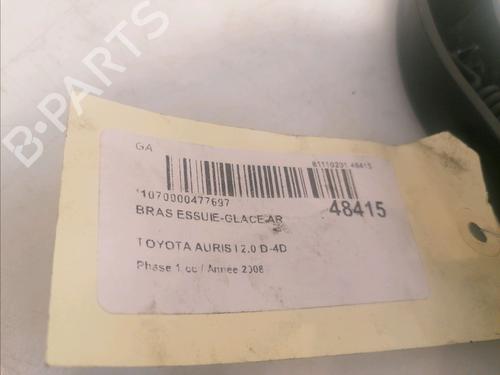 B-PARTS
GA
81110201 48415
*1070000477697
BRAS ESSUIE-GLACE AR
48415
TOYOTA AURIS I 2.0 D-4D
Phase 1 cc / Annee 2008